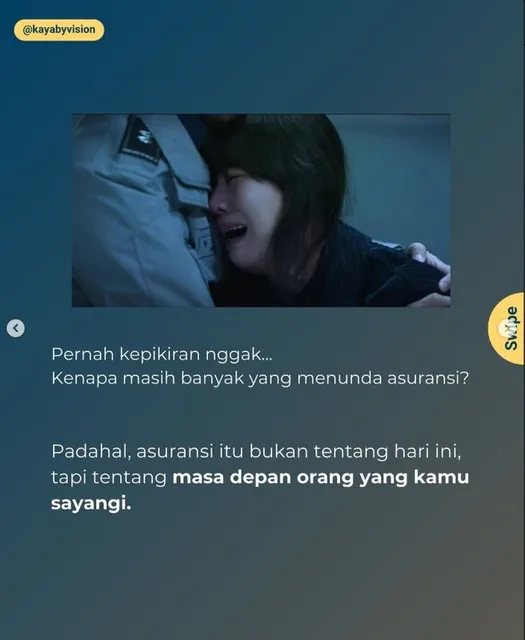 @kayabyvision
Swipe
Pernah kepikiran nggak...
Kenapa masih banyak yang menunda asuransi?
Padahal, asuransi itu bukan tentang hari ini,
tapi tentang masa depan orang yang kamu
sayangi.